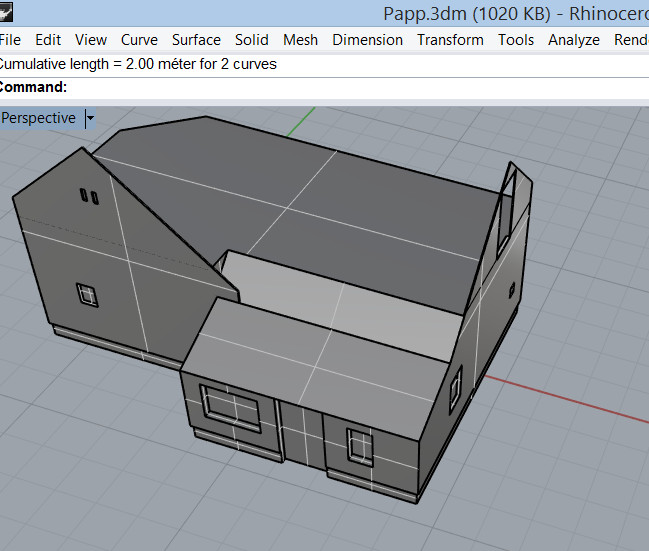 Papp.3dm (1020 KB) - Rhinocero
File Edit View Curve Surface Solid Mesh Dimension Transform Tools Analyze Rend
Cumulative length = 2.00 méter for 2 curves
Command:
Perspective